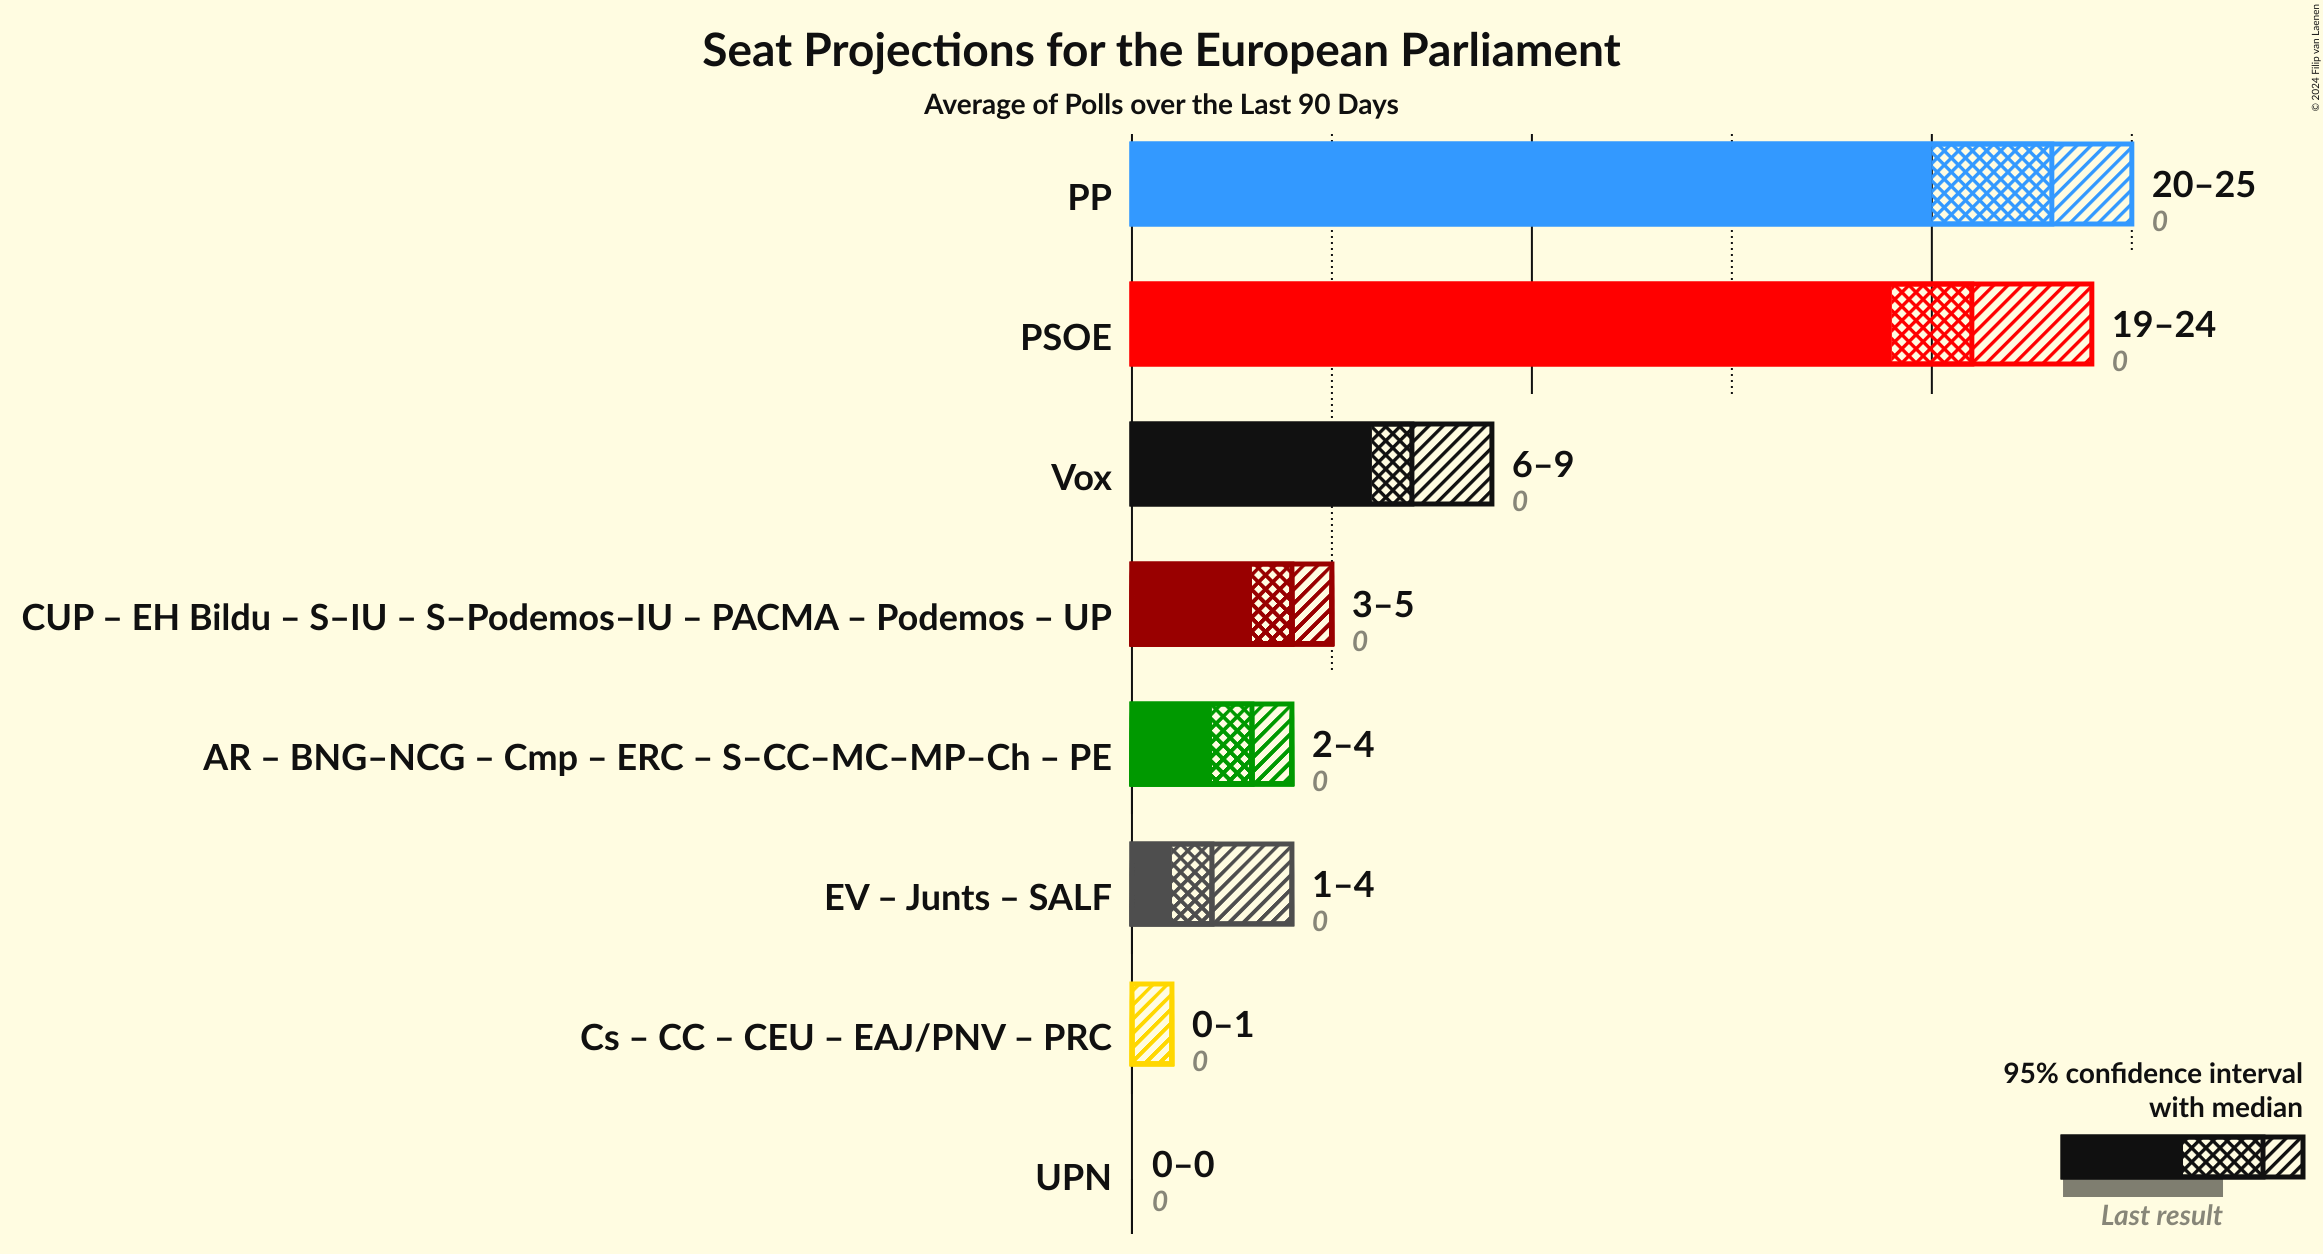 Seat Projections for the European Parliament
Average of Polls over the Last 90 Days
© 2024 Filip van Laenen
PP
20–25
0
PSOE
19–24
0
Vox
6–9
0
CUP – EH Bildu – S–IU – S–Podemos–IU – PACMA – Podemos – UP
3–5
0
AR – BNG–NCG – Cmp – ERC – S–CC–MC–MP–Ch – PE
2–4
0
EV – Junts – SALF
1–4
0
Cs – CC – CEU – EAJ/PNV – PRC
0–1
0
UPN
0–0
0
95% confidence interval
with median
Last result